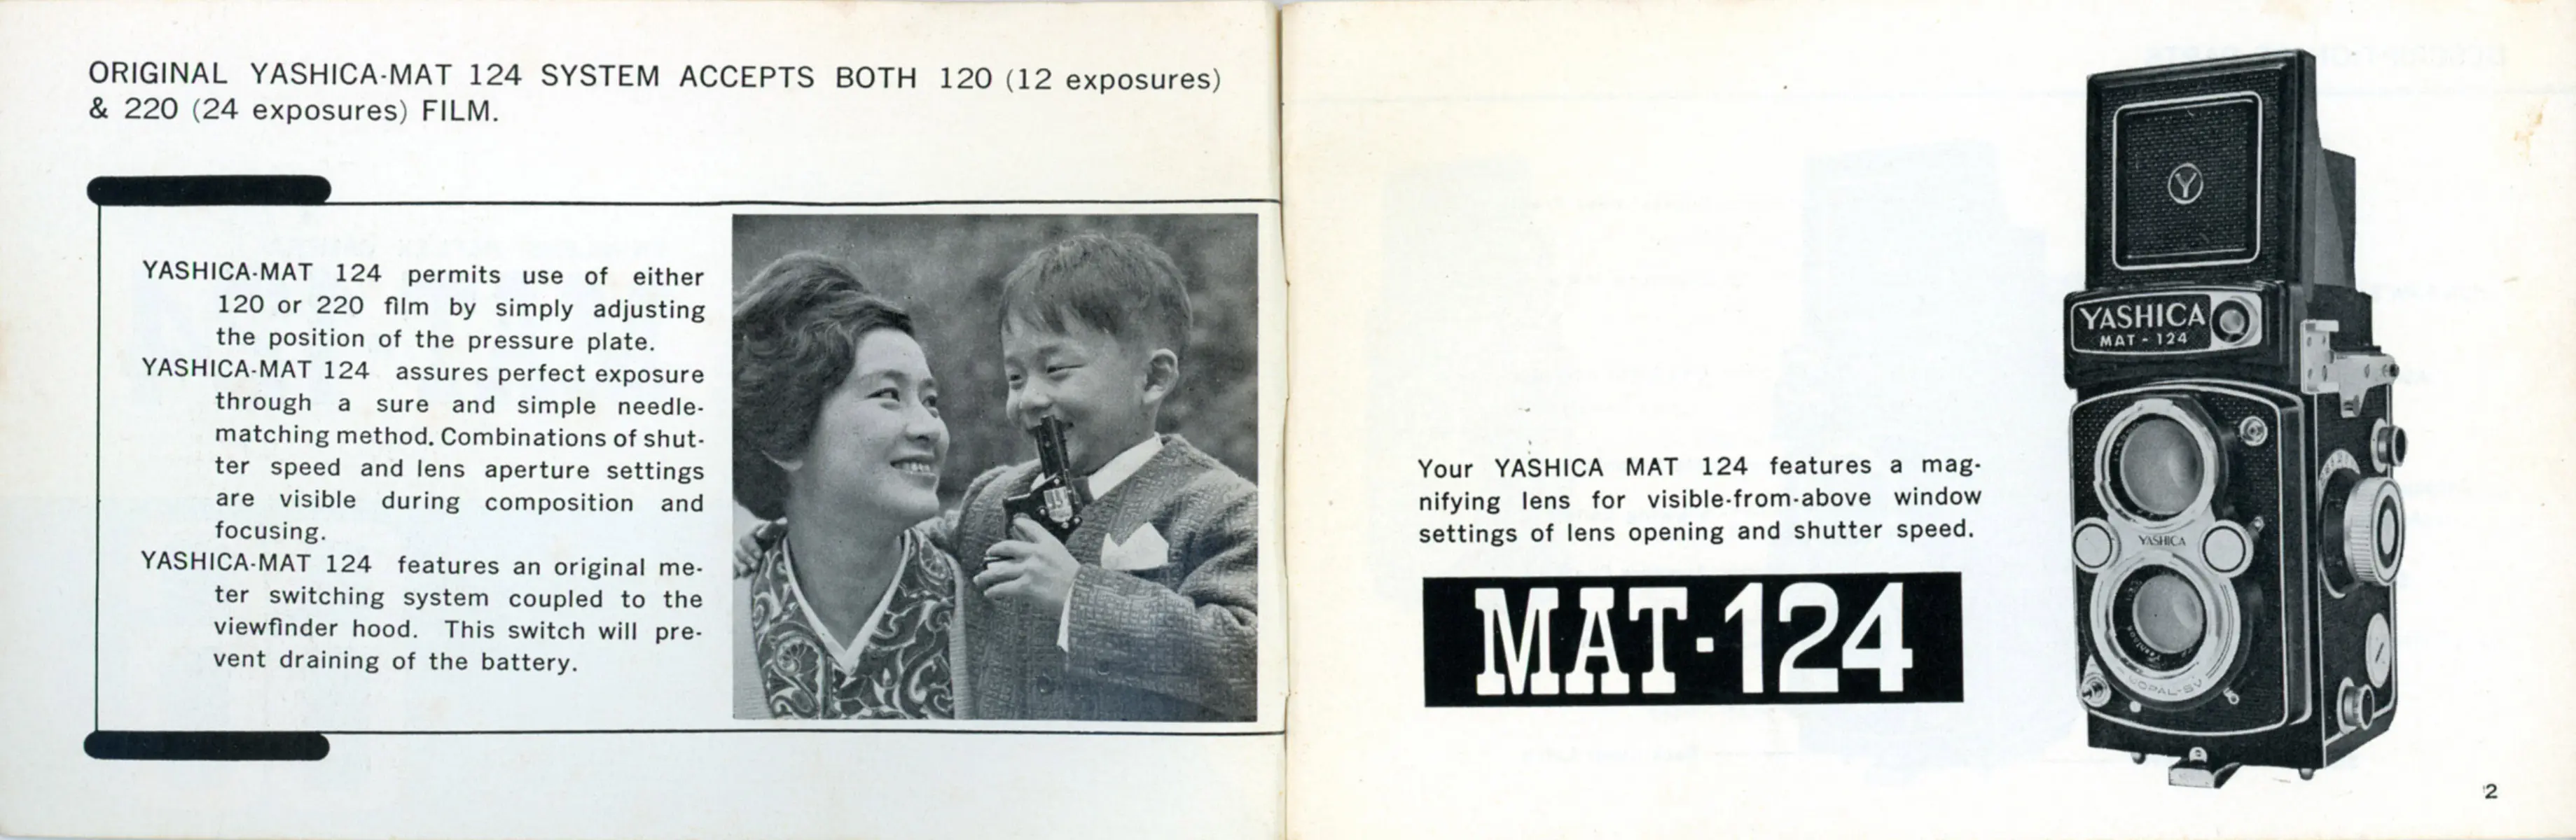 ORIGINAL YASHICA-MAT 124 SYSTEM ACCEPTS BOTH 120 (12 exposures)
& 220 (24 exposures) FILM.
YASHICA-MAT 124 permits use of either
120 or 220 film by simply adjusting
the position of the pressure plate.
YASHICA-MAT 124 assures perfect exposure
through a sure and simple needle-
matching method. Combinations of shut-
ter speed and lens aperture settings
are visible during composition and
focusing.
YASHICA-MAT 124 features an original me-
ter switching system coupled to the
viewfinder hood. This switch will pre-
vent draining of the battery.
Your YASHICA MAT 124 features a mag-
nifying lens for visible-from-above window
settings of lens opening and shutter speed.
MAT-124
Y
YASHICA
MAT-124
YASHICA
COPAL-SV
2